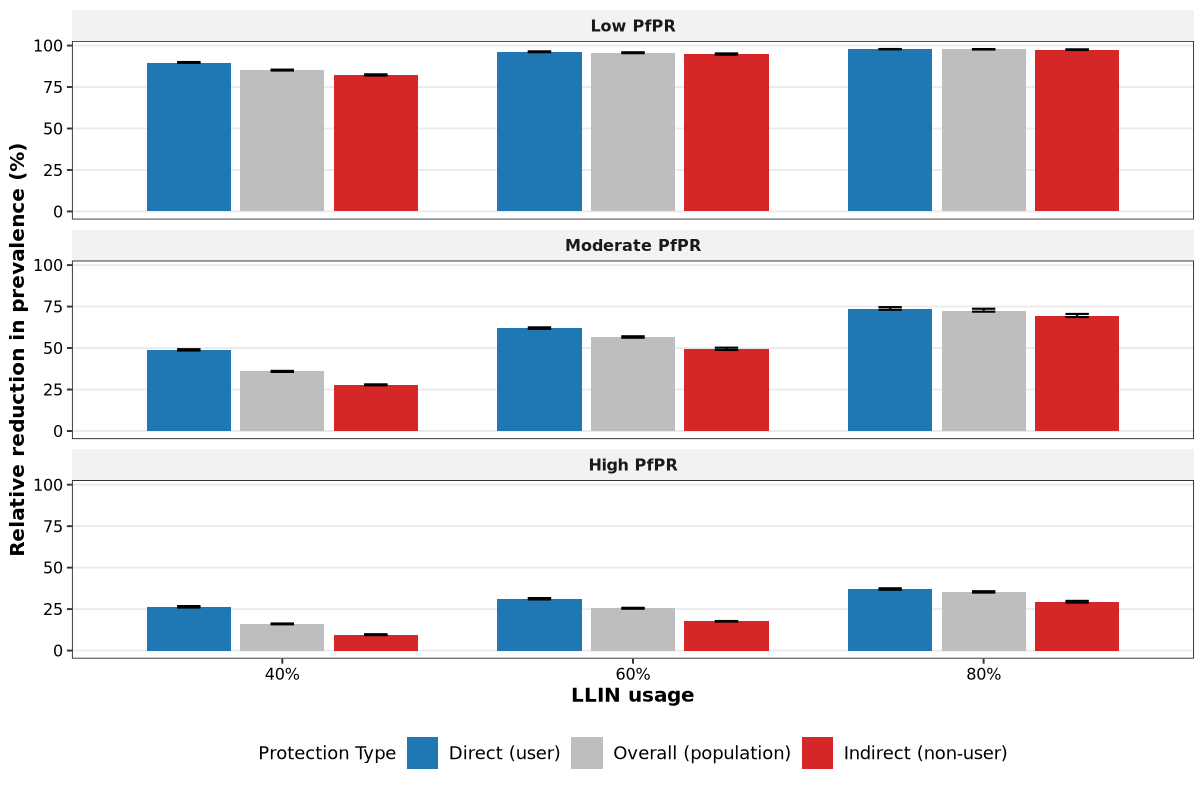 Relative reduction in prevalence (%)
Low PfPR
100
75
50
25
0
Moderate PfPR
100
75
50
25
0
High PfPR
100
75
50
25
0
40% 60% 80%
LLIN usage
Protection Type Direct (user) Overall (population) Indirect (non-user)